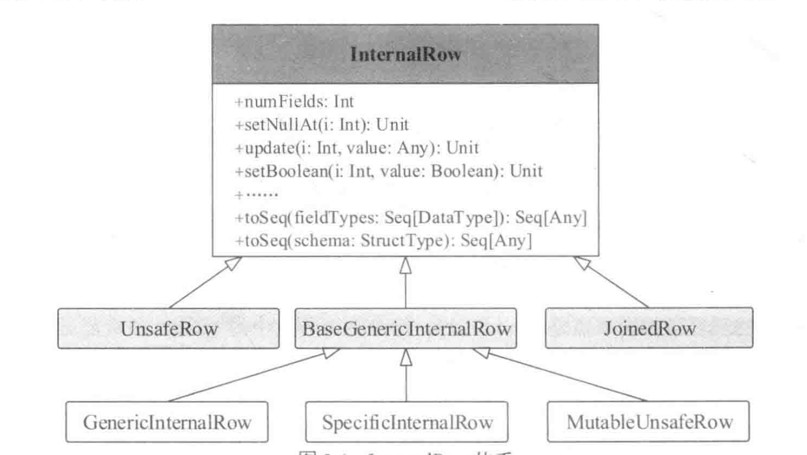 InternalRow
+numFields: Int
+setNullAt(i: Int): Unit
+update(i: Int, value: Any): Unit
+setBoolean(i: Int, value: Boolean): Unit
+······
+toSeq(fieldTypes: Seq[DataType]): Seq[Any]
+toSeq(schema: StructType): Seq[Any]
UnsafeRow
BaseGenericInternalRow
JoinedRow
GenericInternalRow
SpecificInternalRow
MutableUnsafeRow